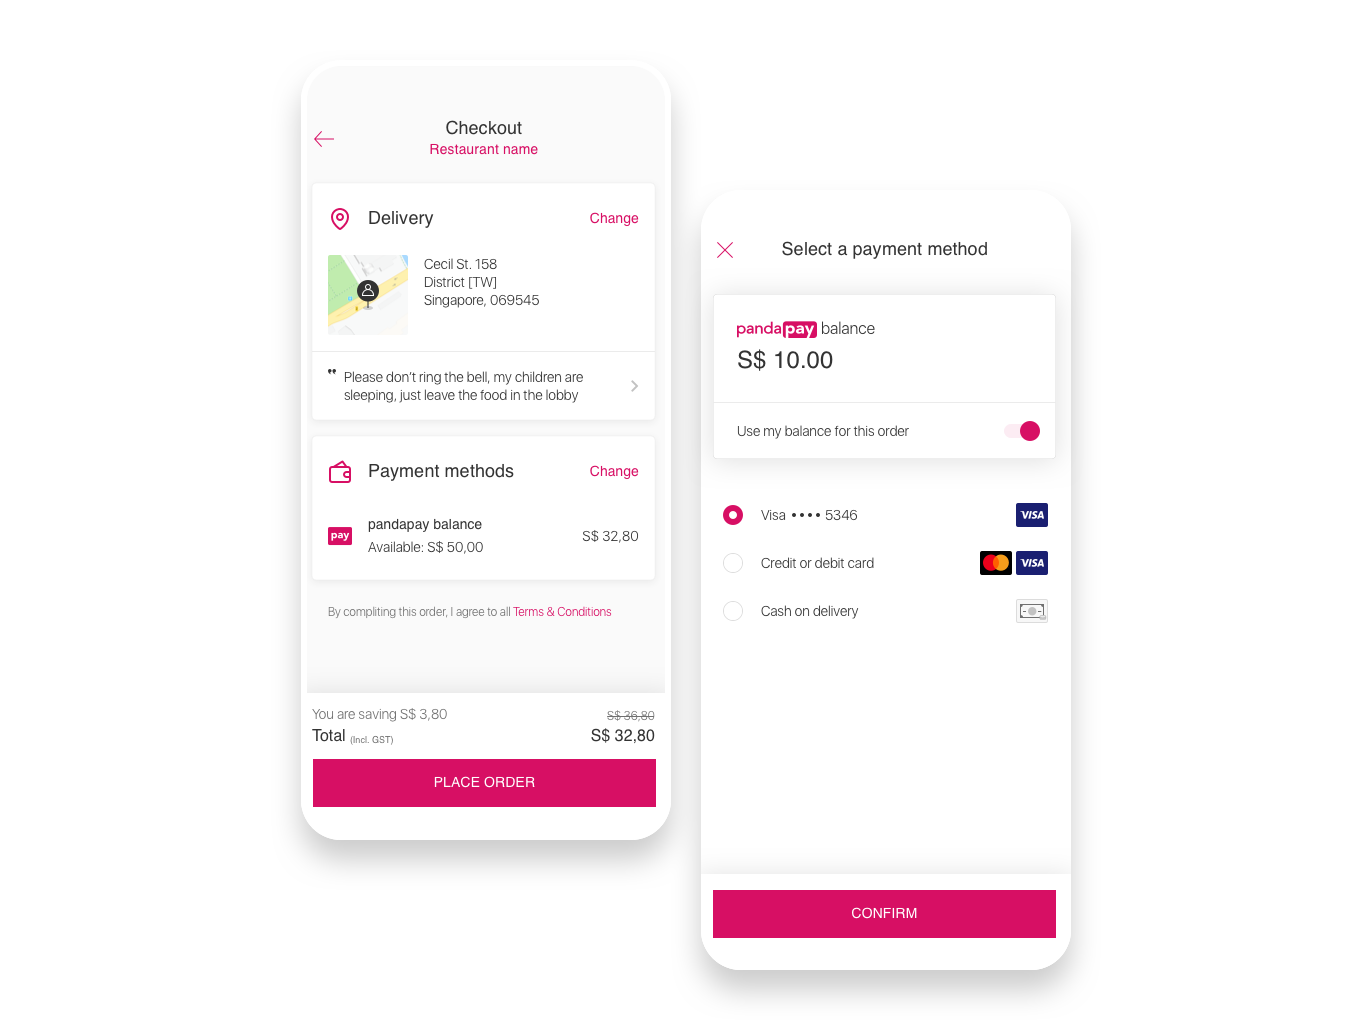 Checkout
Restaurant name
Delivery
Change
Cecil St. 158
District [TW]
Singapore, 069545
" Please don't ring the bell, my children are
sleeping, just leave the food in the lobby
Payment methods
Change
pay
pandapay balance
Available: S$ 50,00
S$ 32,80
By compliting this order, I agree to all Terms & Conditions
You are saving S$ 3,80
S$ 36,80
Total (Incl. GST)
S$ 32,80
PLACE ORDER
Select a payment method
pandapay balance
S$ 10.00
Use my balance for this order
Visa •••• 5346
VISA
Credit or debit card
VISA
Cash on delivery
CONFIRM